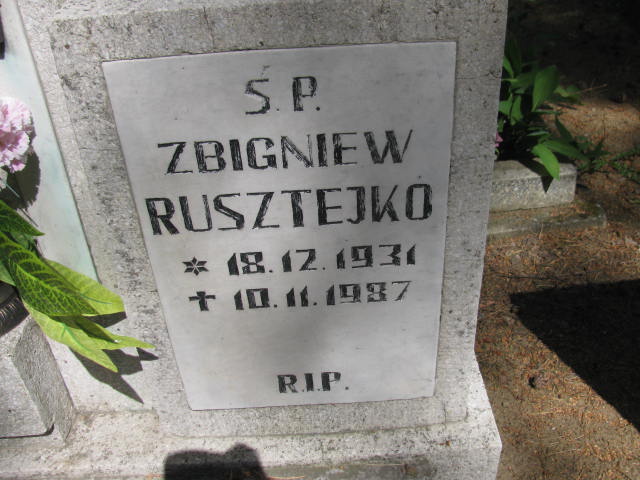 Ś.P.
ZBIGNIEW
RUSZTEJKO
* 18.12.1931
✝ 10.11.1987
R.I.P.